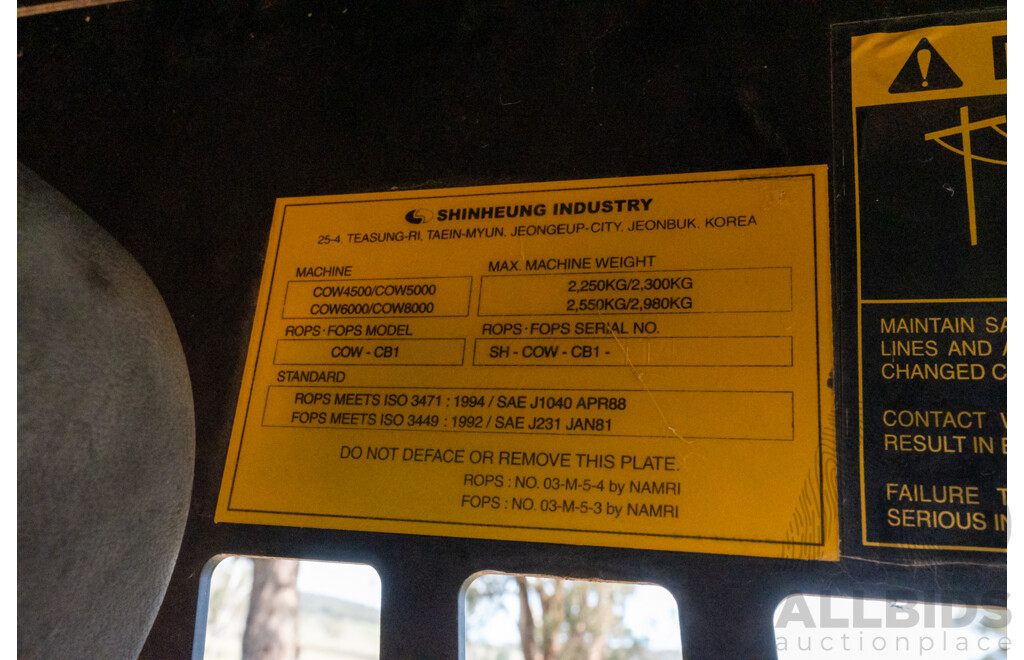 SHINHEUNG INDUSTRY
25-4, TEASUNG-RI, TAEIN-MYUN, JEONGEUP-CITY, JEONBUK, KOREA
MACHINE
COW4500/COW5000
COW6000/COW8000
MAX. MACHINE WEIGHT
2,250KG/2,300KG
2,550KG/2,980KG
ROPS·FOPS MODEL
COW - CB1
ROPS·FOPS SERIAL NO.
SH - COW - CB1 -
STANDARD
ROPS MEETS ISO 3471 : 1994 / SAE J1040 APR88
FOPS MEETS ISO 3449 : 1992 / SAE J231 JAN81
DO NOT DEFACE OR REMOVE THIS PLATE.
ROPS : NO. 03-M-5-4 by NAMRI
FOPS : NO. 03-M-5-3 by NAMRI
MAINTAIN SA
LINES AND
CHANGED C
CONTACT
RESULT IN
FAILURE
SERIOUS IN
ALLBIDS
auctionplace